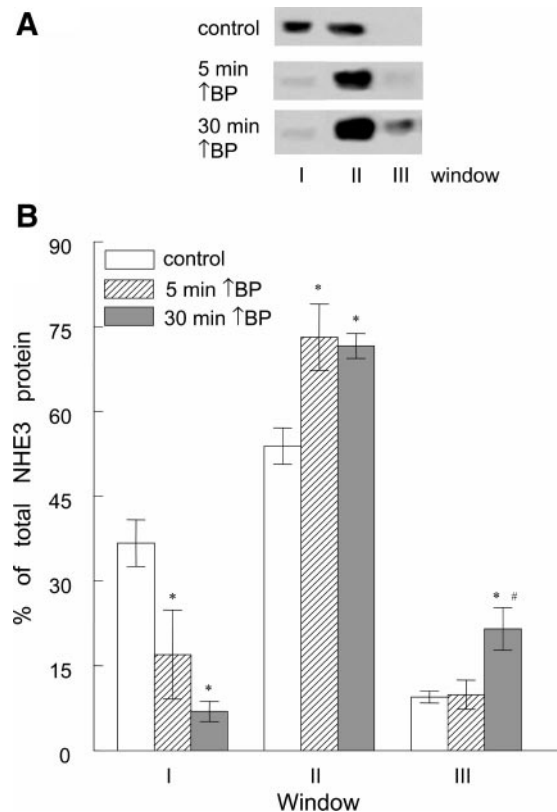 A
control
5 min
↑BP
30 min
↑BP
I II III window
B
90
75
60
45
30
15
0
% of total NHE3 protein
control
5 min ↑BP
30 min ↑BP
*
*
*
*
* #
I II III
Window